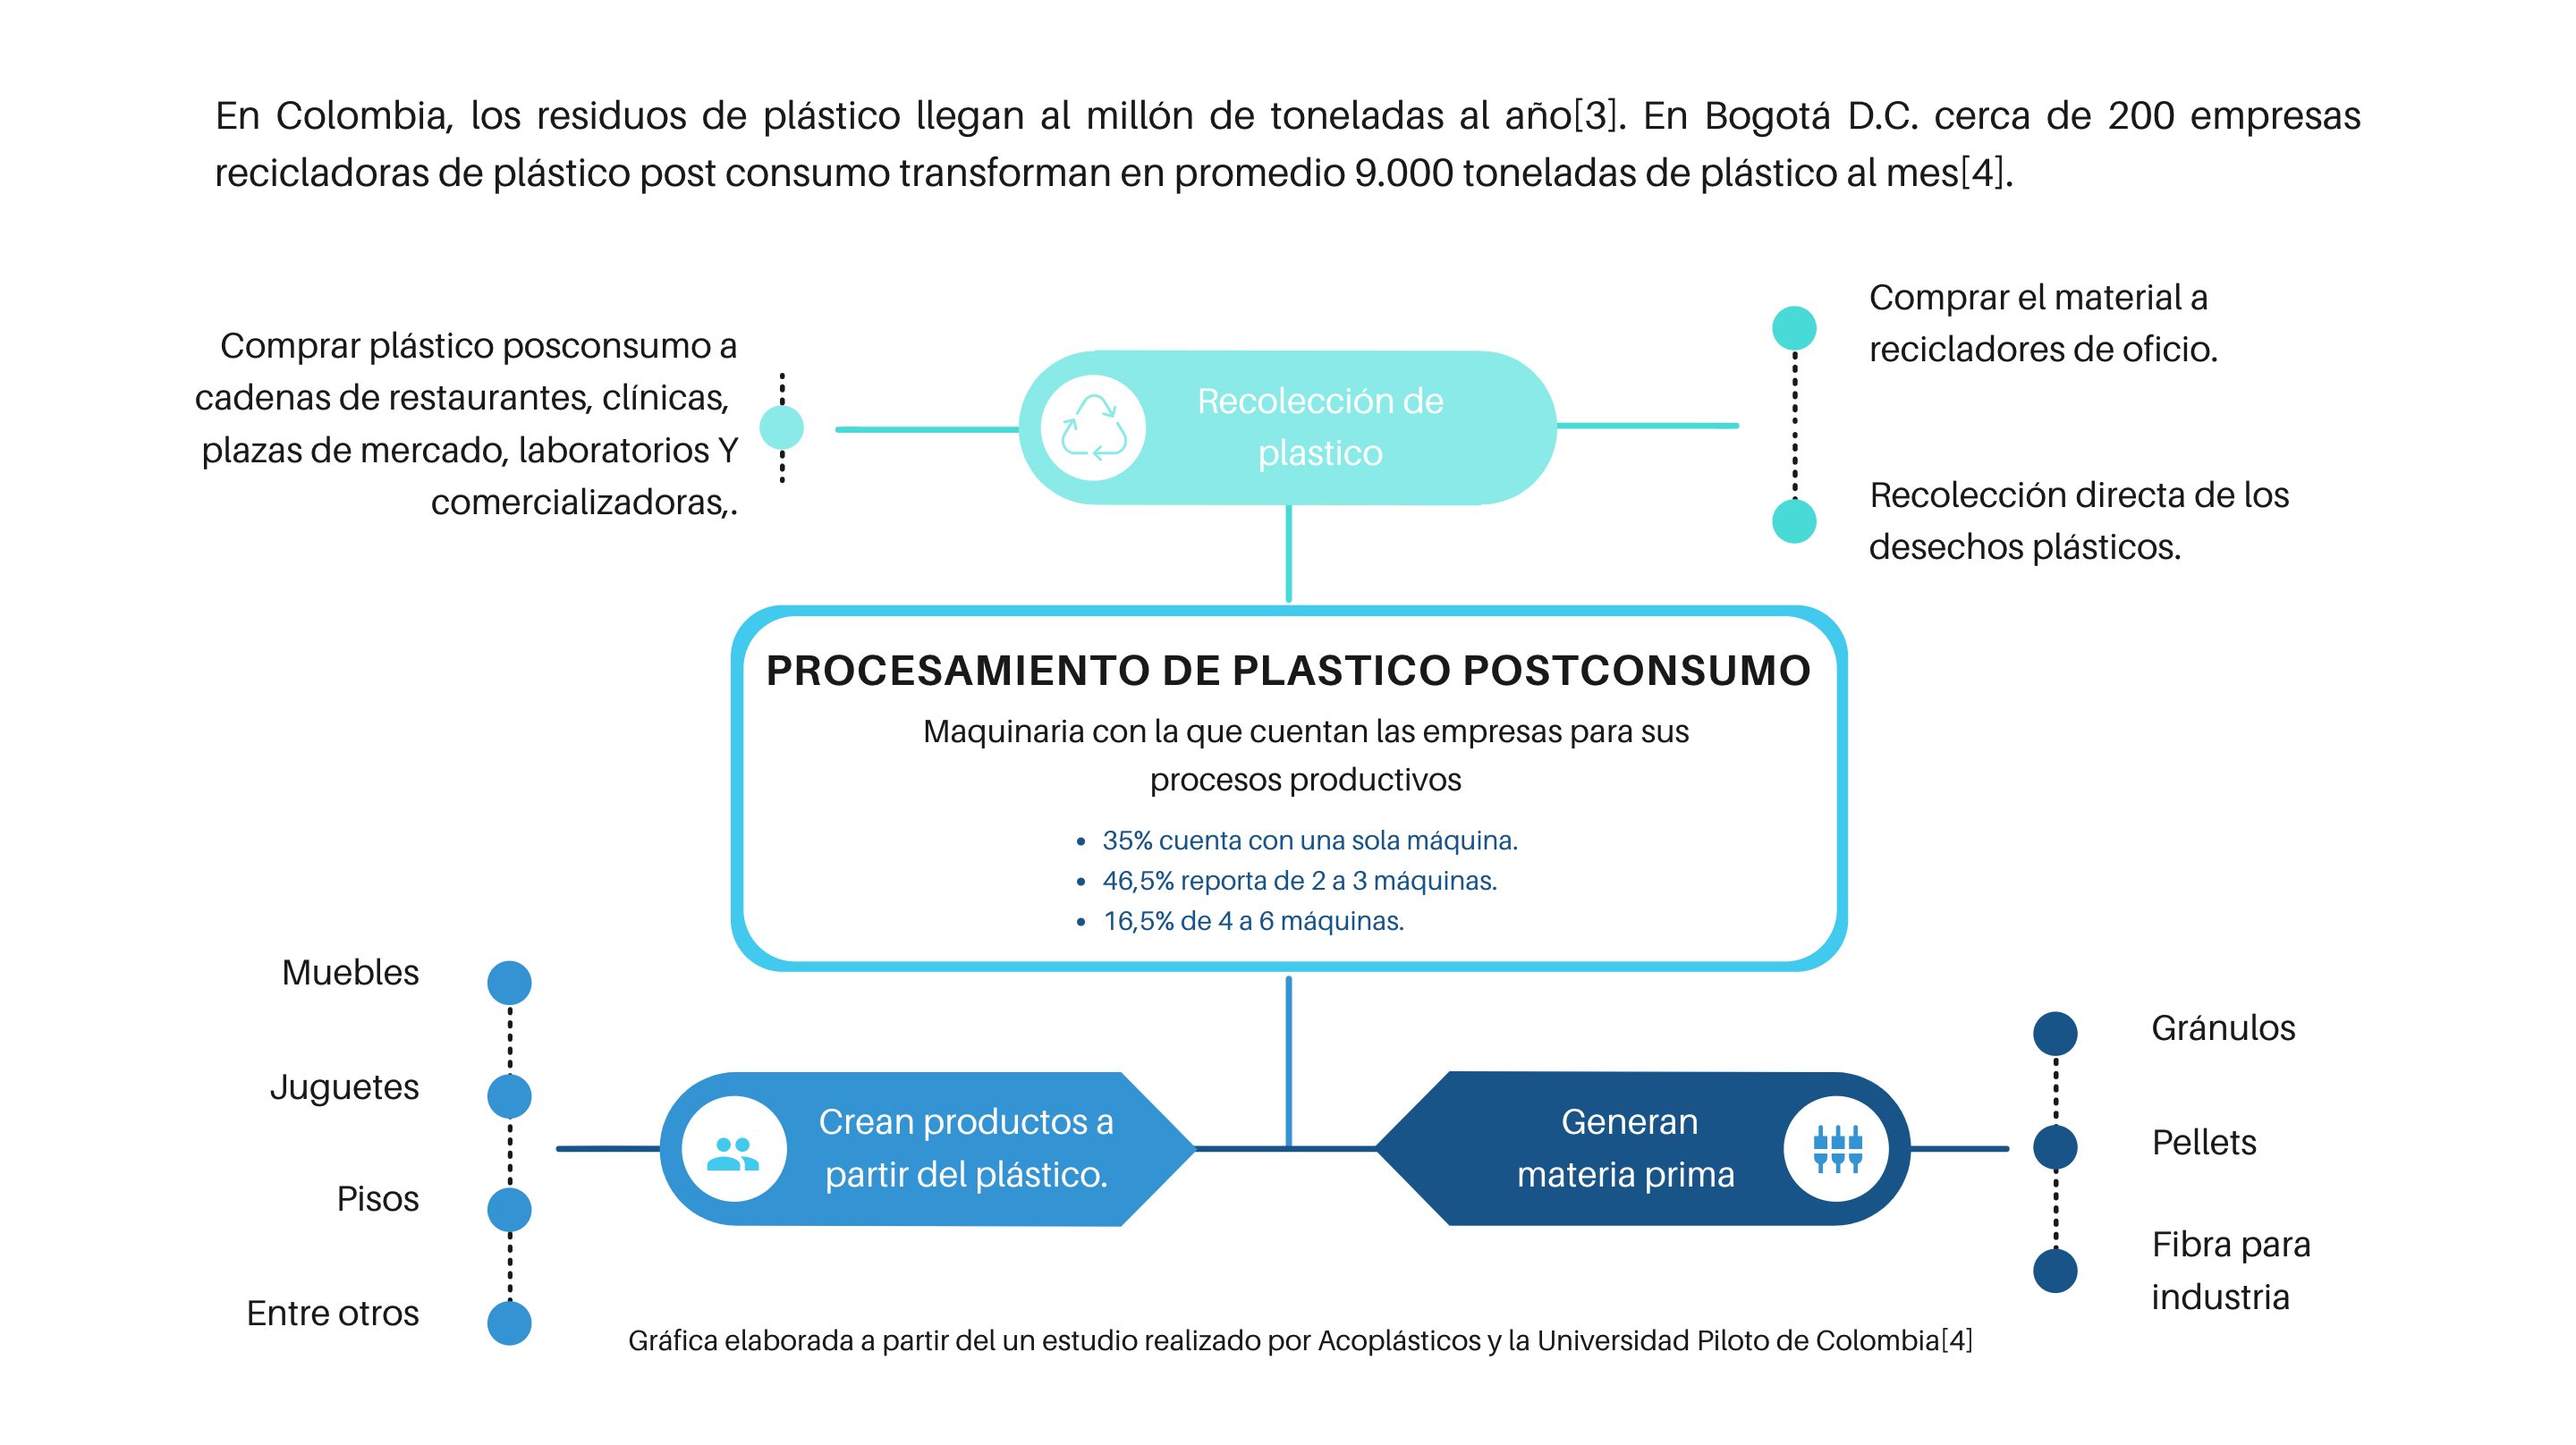 En Colombia, los residuos de plástico llegan al millón de toneladas al año[3]. En Bogotá D.C. cerca de 200 empresas
recicladoras de plástico post consumo transforman en promedio 9.000 toneladas de plástico al mes[4].
Comprar plástico posconsumo a
cadenas de restaurantes, clínicas,
plazas de mercado, laboratorios Y
comercializadoras,.
Recolección de
plastico
Comprar el material a
recicladores de oficio.
Recolección directa de los
desechos plásticos.
PROCESAMIENTO DE PLASTICO POSTCONSUMO
Maquinaria con la que cuentan las empresas para sus
procesos productivos
• 35% cuenta con una sola máquina.
• 46,5% reporta de 2 a 3 máquinas.
• 16,5% de 4 a 6 máquinas.
Muebles
Juguetes
Pisos
Entre otros
Crean productos a
partir del plástico.
Generan
materia prima
Gránulos
Pellets
Fibra para
industria
Gráfica elaborada a partir del un estudio realizado por Acoplásticos y la Universidad Piloto de Colombia[4]